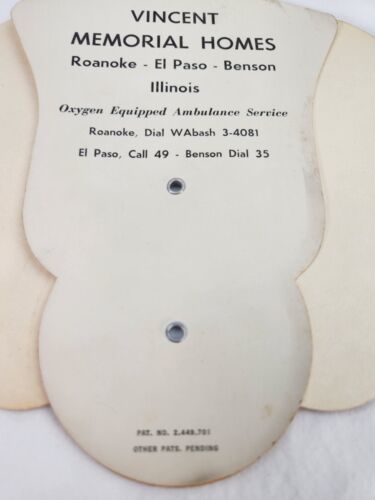 VINCENT
MEMORIAL HOMES
Roanoke - El Paso - Benson
Illinois
Oxygen Equipped Ambulance Service
Roanoke, Dial WAbash 3-4081
El Paso, Call 49 - Benson Dial 35
PAT. NO. 2,449,701
OTHER PATS. PENDING